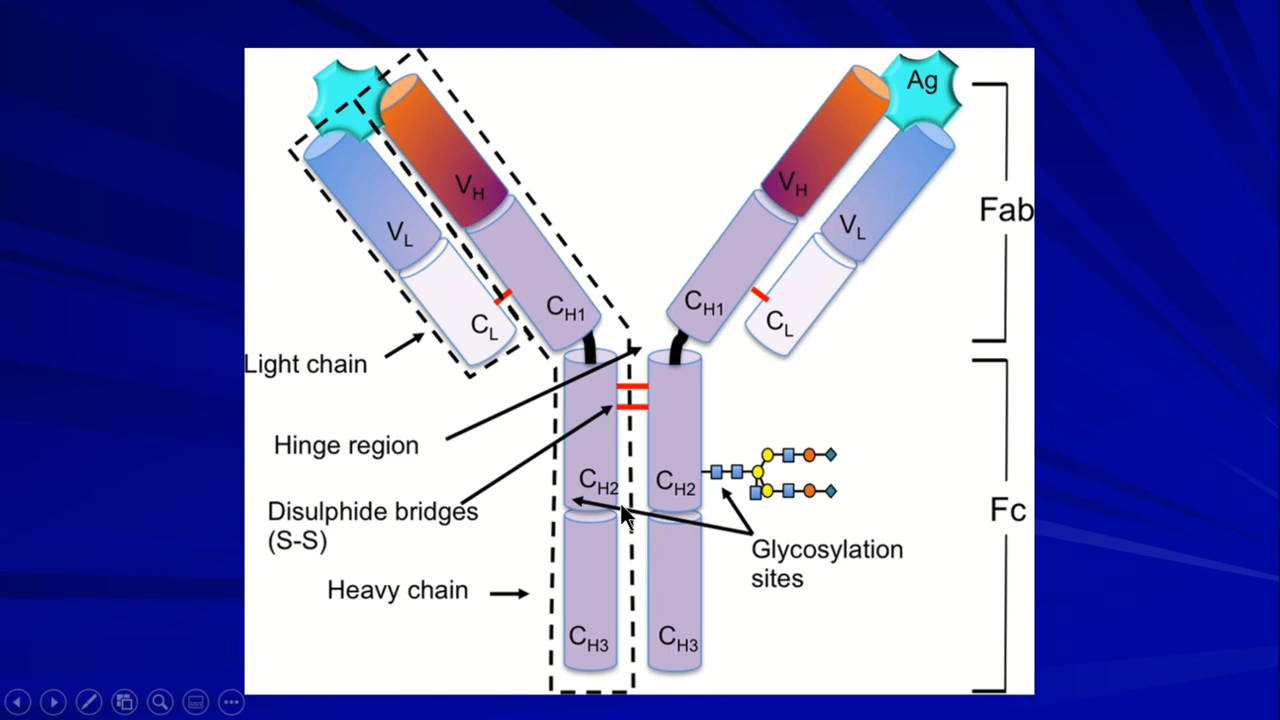 Ag
VH
VH
Fab
VL
VL
CH1
CH1
CL
CL
Light chain
Hinge region
CH2
CH2
Disulphide bridges
(S-S)
Fc
Glycosylation
sites
Heavy chain
CH3
CH3